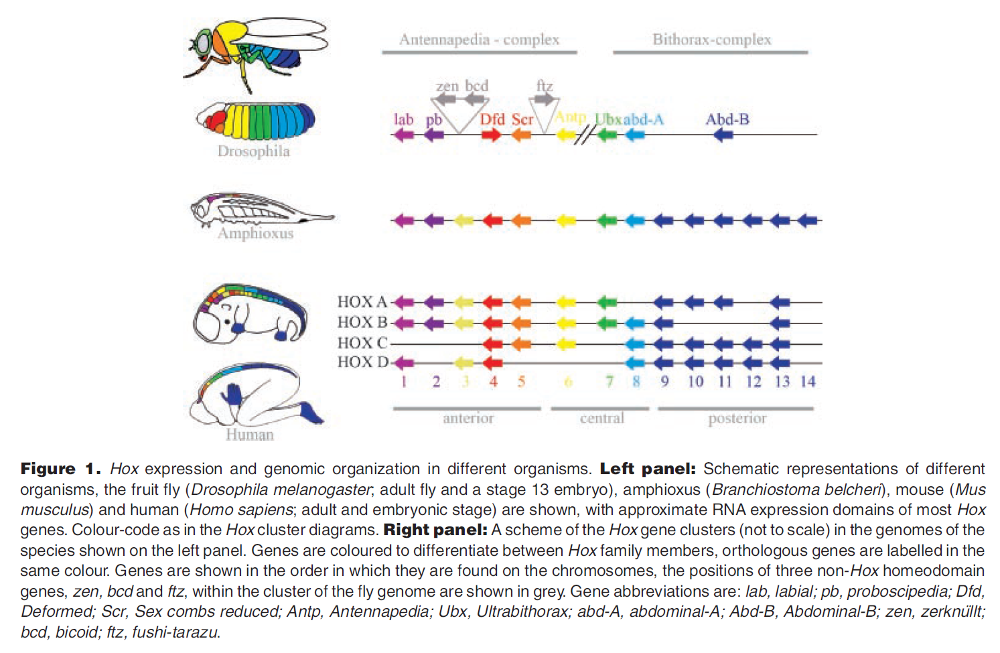 Antennapedia - complex Bithorax-complex
zen bcd ftz
lab pb Dfd Scr Antp Ubx abd-A Abd-B
Drosophila
Amphioxus
HOX A
HOX B
HOX C
HOX D
1 2 3 4 5 6 7 8 9 10 11 12 13 14
anterior central posterior
Human
Figure 1. Hox expression and genomic organization in different organisms. Left panel: Schematic representations of different
organisms, the fruit fly (Drosophila melanogaster; adult fly and a stage 13 embryo), amphioxus (Branchiostoma belcheri), mouse (Mus
musculus) and human (Homo sapiens; adult and embryonic stage) are shown, with approximate RNA expression domains of most Hox
genes. Colour-code as in the Hox cluster diagrams. Right panel: A scheme of the Hox gene clusters (not to scale) in the genomes of the
species shown on the left panel. Genes are coloured to differentiate between Hox family members, orthologous genes are labelled in the
same colour. Genes are shown in the order in which they are found on the chromosomes, the positions of three non-Hox homeodomain
genes, zen, bcd and ftz, within the cluster of the fly genome are shown in grey. Gene abbreviations are: lab, labial; pb, proboscipedia; Dfd,
Deformed; Scr, Sex combs reduced; Antp, Antennapedia; Ubx, Ultrabithorax; abd-A, abdominal-A; Abd-B, Abdominal-B; zen, zerknüllt;
bcd, bicoid; ftz, fushi-tarazu.